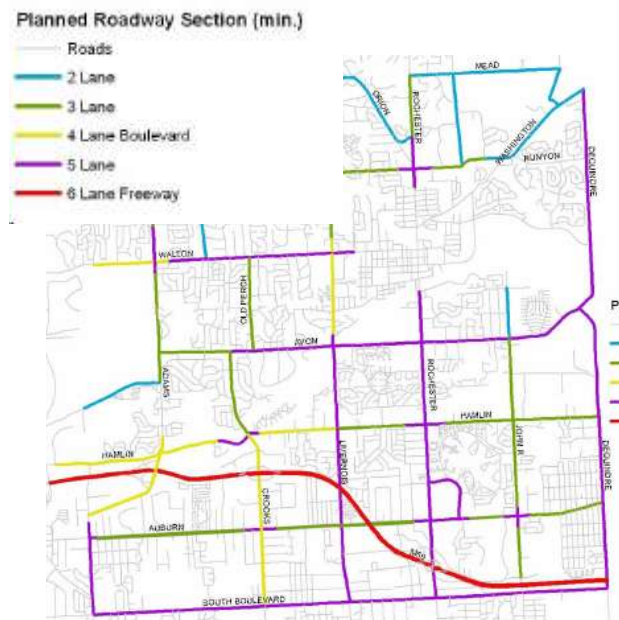 Planned Roadway Section (min.)
Roads
2 Lane
3 Lane
4 Lane Boulevard
5 Lane
6 Lane Freeway
MEAD
ORION
ROCHESTER
WASHINGTON
RUNYON
DEQUINDRE
WALTON
OLD PERCH
P
AVON
ADAMS
ROCHESTER
HAMLIN
JOHN R
LIVERNOIS
HAMLIN
DEQUINDRE
CROOKS
AUBURN
M59
SOUTH BOULEVARD